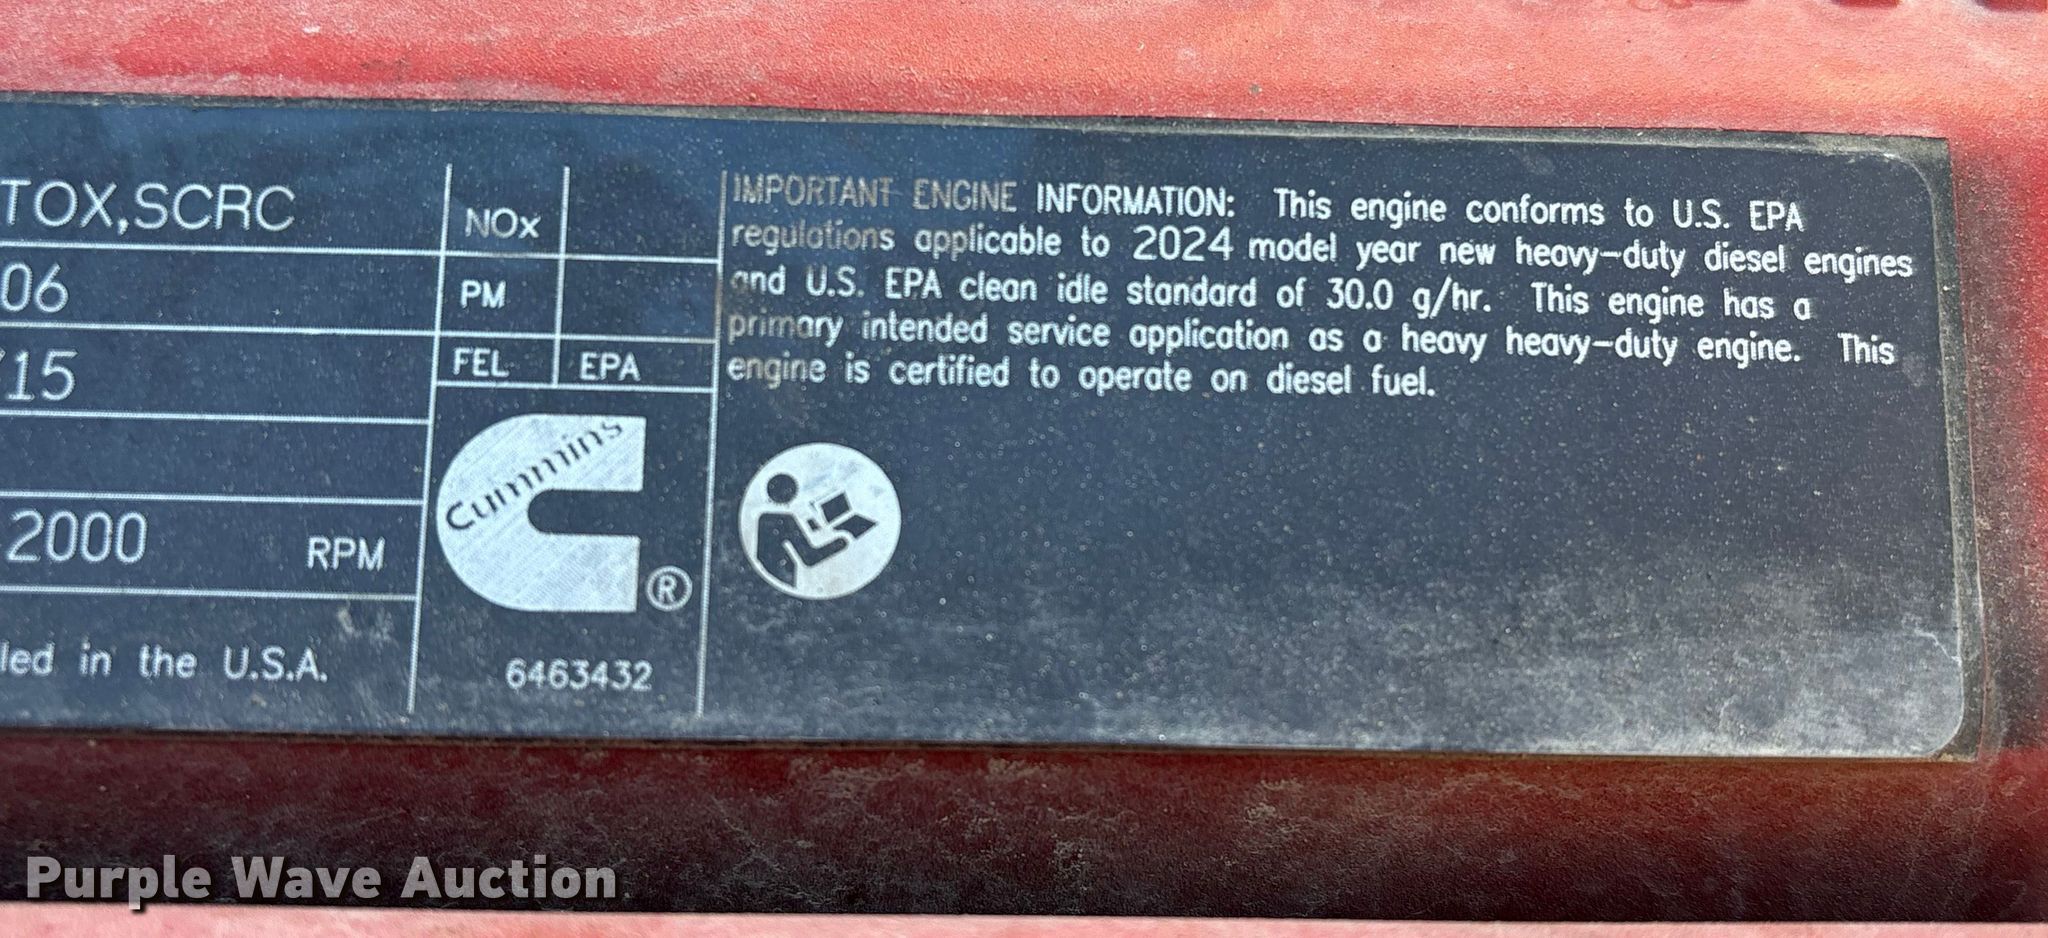 TOX,SCRC
NOx
06
PM
15
FEL EPA
2000 RPM
led in the U.S.A.
Cummins
®
6463432
IMPORTANT ENGINE INFORMATION: This engine conforms to U.S. EPA
regulations applicable to 2024 model year new heavy-duty diesel engines
and U.S. EPA clean idle standard of 30.0 g/hr. This engine has a
primary intended service application as a heavy heavy-duty engine. This
engine is certified to operate on diesel fuel.
Purple Wave Auction